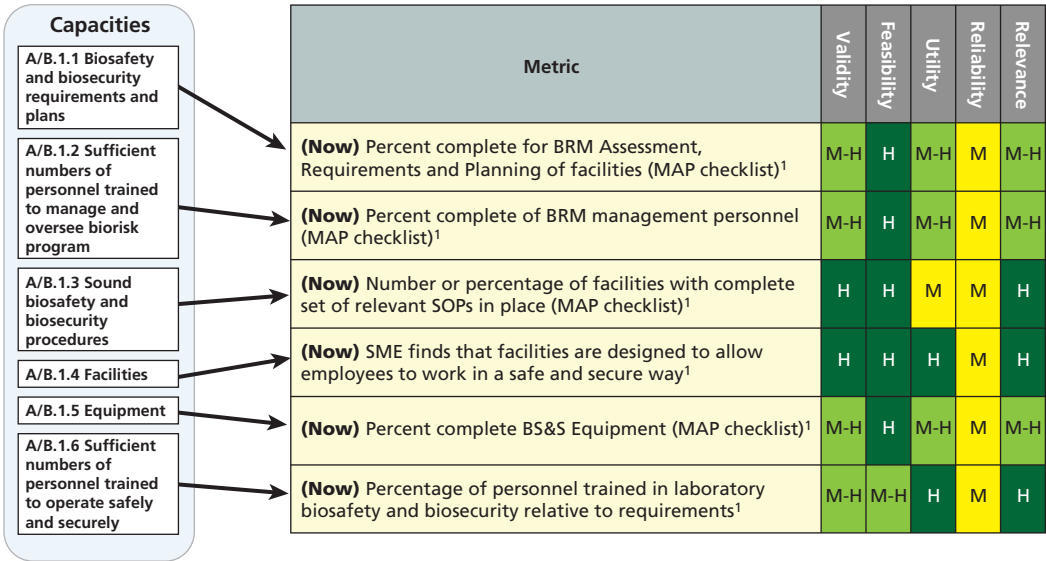 Capacities
A/B.1.1 Biosafety
and biosecurity
requirements and
plans
A/B.1.2 Sufficient
numbers of
personnel trained
to manage and
oversee biorisk
program
A/B.1.3 Sound
biosafety and
biosecurity
procedures
A/B.1.4 Facilities
A/B.1.5 Equipment
A/B.1.6 Sufficient
numbers of
personnel trained
to operate safely
and securely
Metric
Validity
Feasibility
Utility
Reliability
Relevance
(Now) Percent complete for BRM Assessment,
Requirements and Planning of facilities (MAP checklist)¹
M-H H M-H M M-H
(Now) Percent complete of BRM management personnel
(MAP checklist)¹
M-H H M-H M M-H
(Now) Number or percentage of facilities with complete
set of relevant SOPs in place (MAP checklist)¹
H H M M H
(Now) SME finds that facilities are designed to allow
employees to work in a safe and secure way¹
H H H M H
(Now) Percent complete BS&S Equipment (MAP checklist)¹
M-H H M-H M M-H
(Now) Percentage of personnel trained in laboratory
biosafety and biosecurity relative to requirements¹
M-H M-H H M H